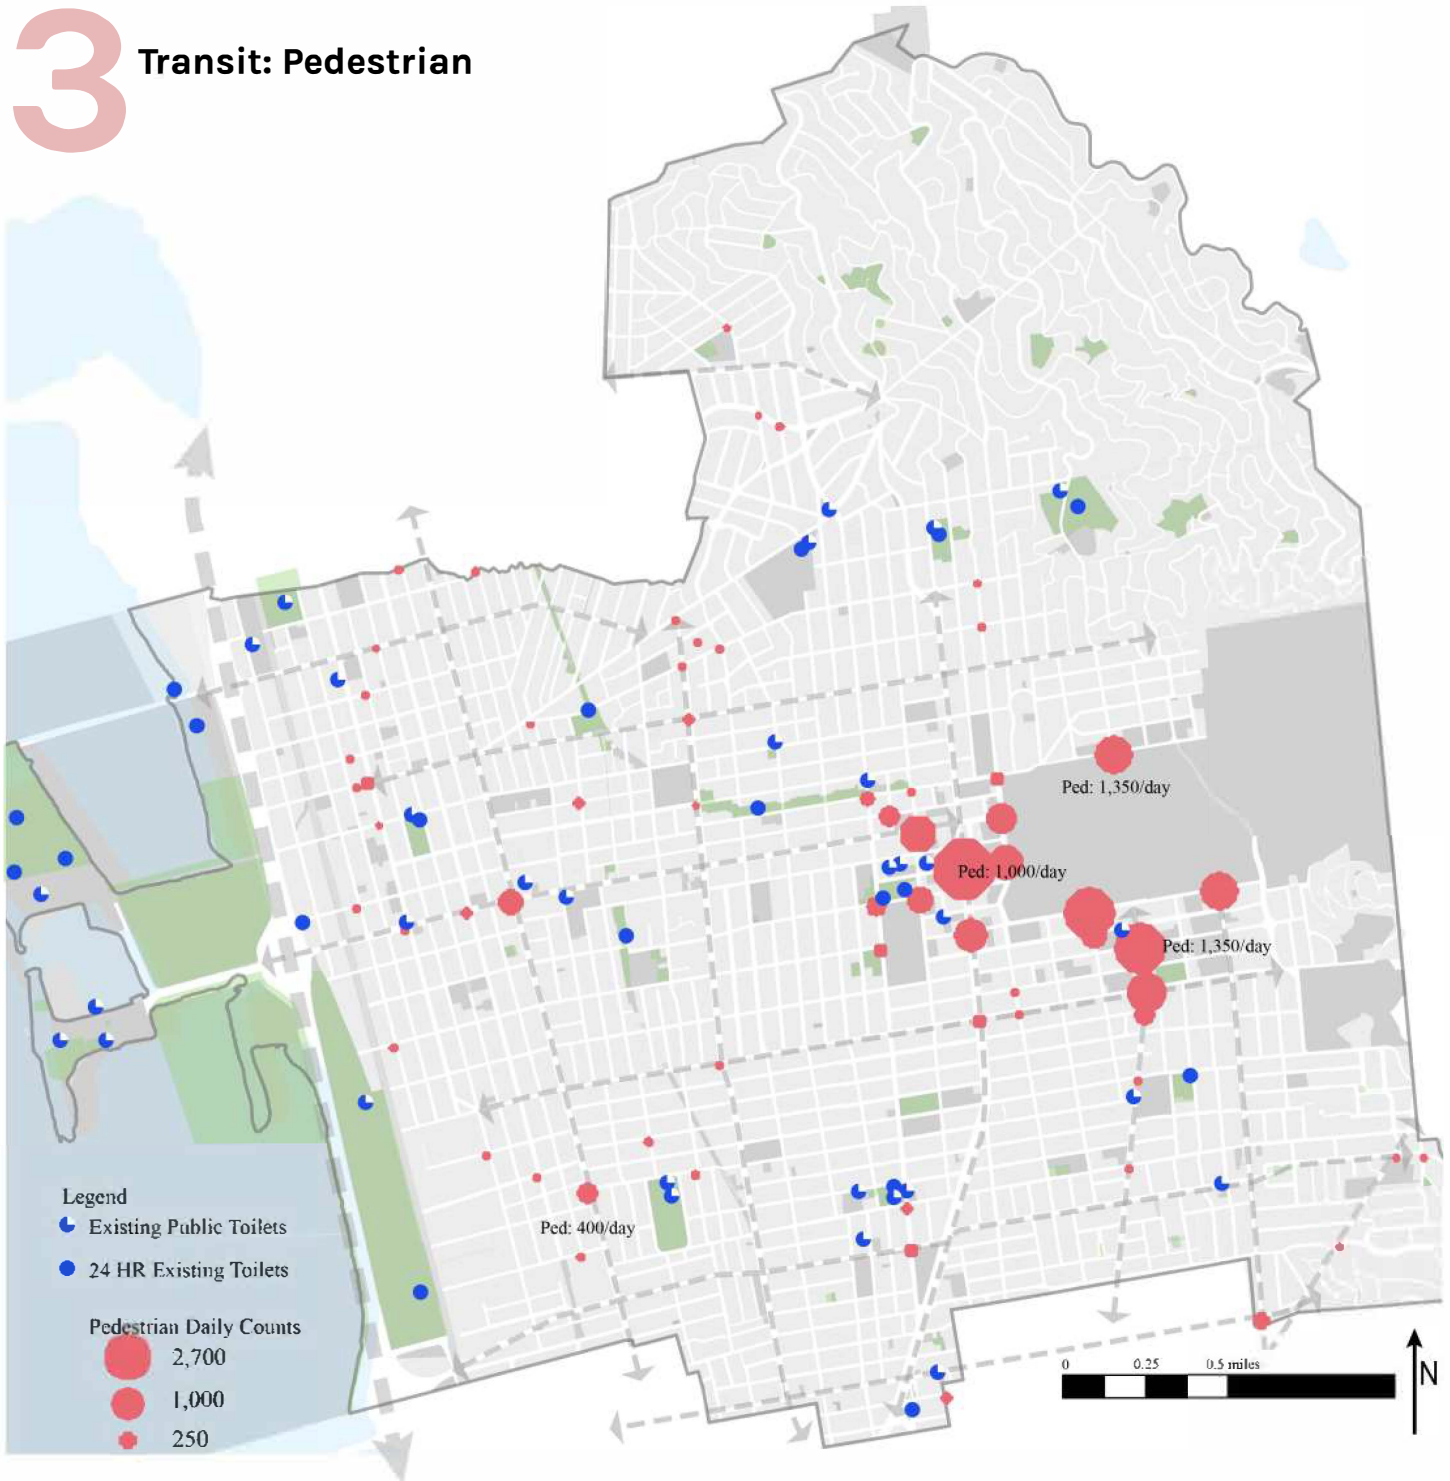 3
Transit: Pedestrian
Ped: 1,350/day
Ped: 1,000/day
Ped: 1,350/day
Ped: 400/day
Legend
Existing Public Toilets
24 HR Existing Toilets
Pedestrian Daily Counts
2,700
1,000
250
0 0.25 0.5 miles
N